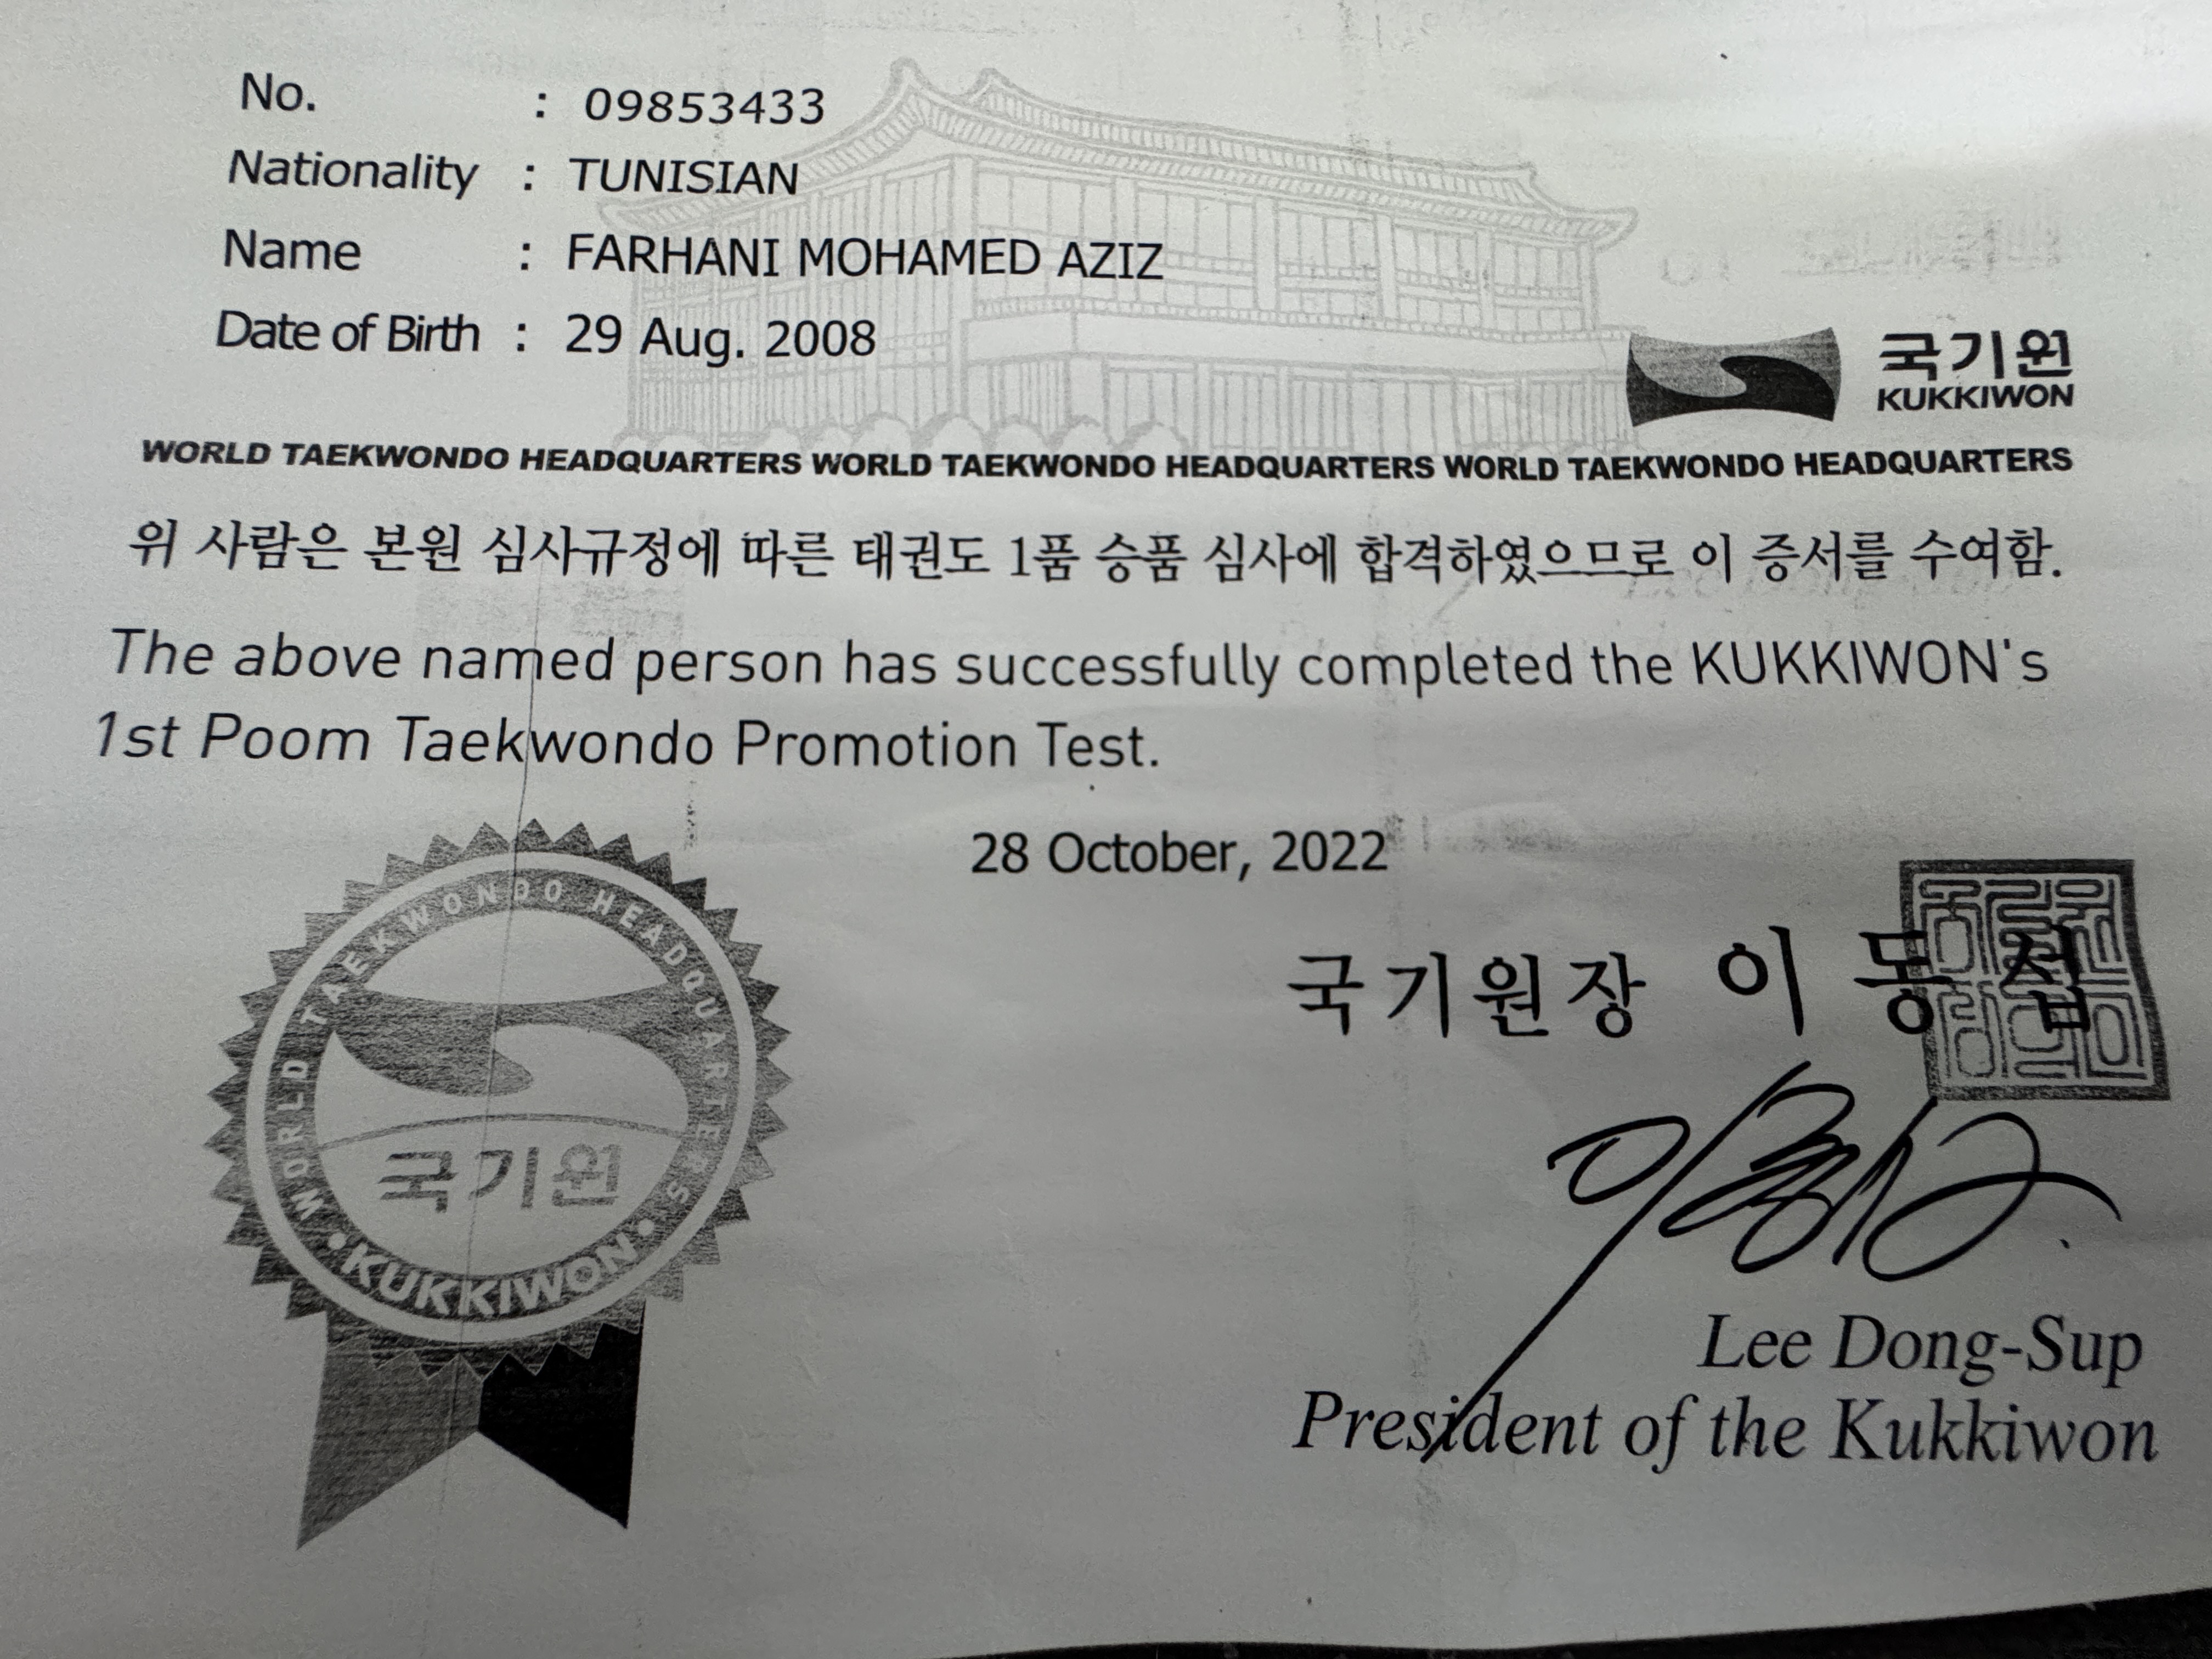 No. : 09853433
Nationality : TUNISIAN
Name : FARHANI MOHAMED AZIZ
Date of Birth : 29 Aug. 2008
국기원
KUKKIWON
WORLD TAEKWONDO HEADQUARTERS WORLD TAEKWONDO HEADQUARTERS WORLD TAEKWONDO HEADQUARTERS
위 사람은 본원 심사규정에 따른 태권도 1품 승품 심사에 합격하였으므로 이 증서를 수여함.
The above named person has successfully completed the KUKKIWON's
1st Poom Taekwondo Promotion Test.
28 October, 2022
WORLD TAEKWONDO HEADQUARTERS
국기원
•KUKKIWON•
국기원장 이동섭
Lee Dong-Sup
President of the Kukkiwon